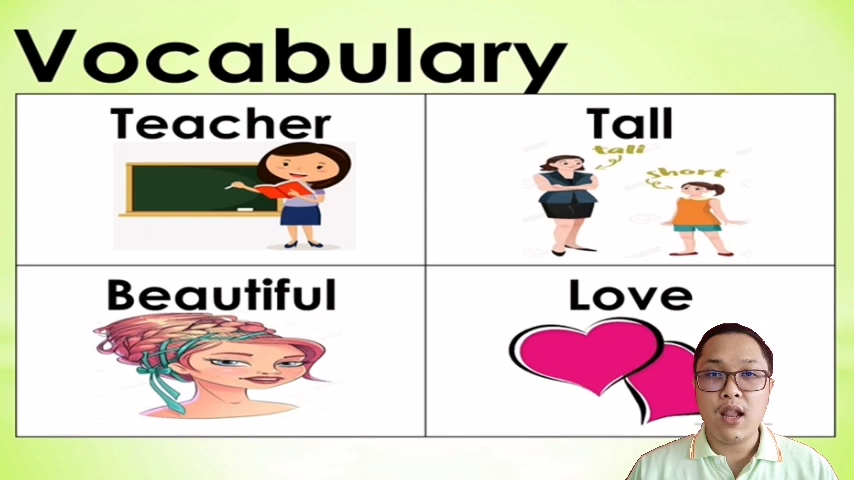 Vocabulary
Teacher
Tall
tall
short
Beautiful
Love